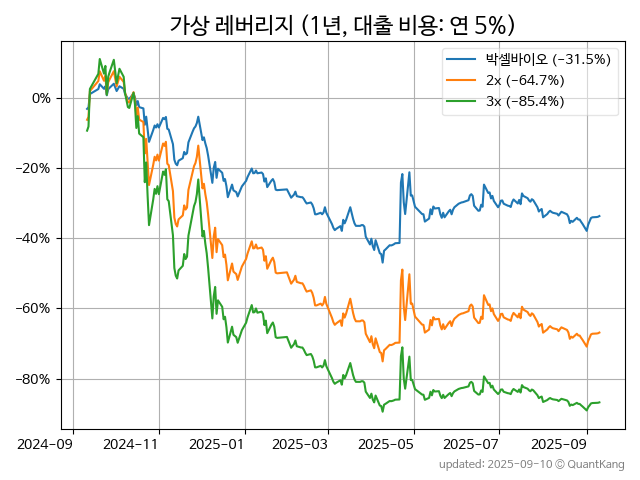 가상 레버리지 (1년, 대출 비용: 연 5%)
박셀바이오 (−31.5%)
2x (−64.7%)
3x (−85.4%)
0%
−20%
−40%
−60%
−80%
2024−09 2024−11 2025−01 2025−03 2025−05 2025−07 2025−09
updated: 2025−09−10 © QuantKang